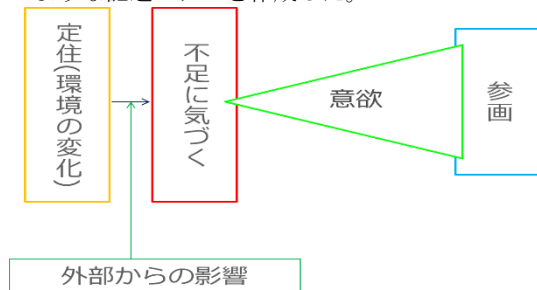 定住(環境の変化)
不足に気づく
意欲
参画
外部からの影響